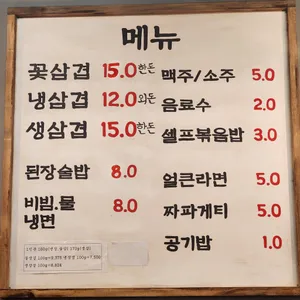 메뉴
꽃삼겹 15.0 한돈
냉삼겹 12.0 외돈
생삼겹 15.0 한돈
된장술밥 8.0
비빔.물 냉면 8.0
맥주/소주 5.0
음료수 2.0
셀프볶음밥 3.0
얼큰라면 5.0
짜파게티 5.0
공기밥 1.0